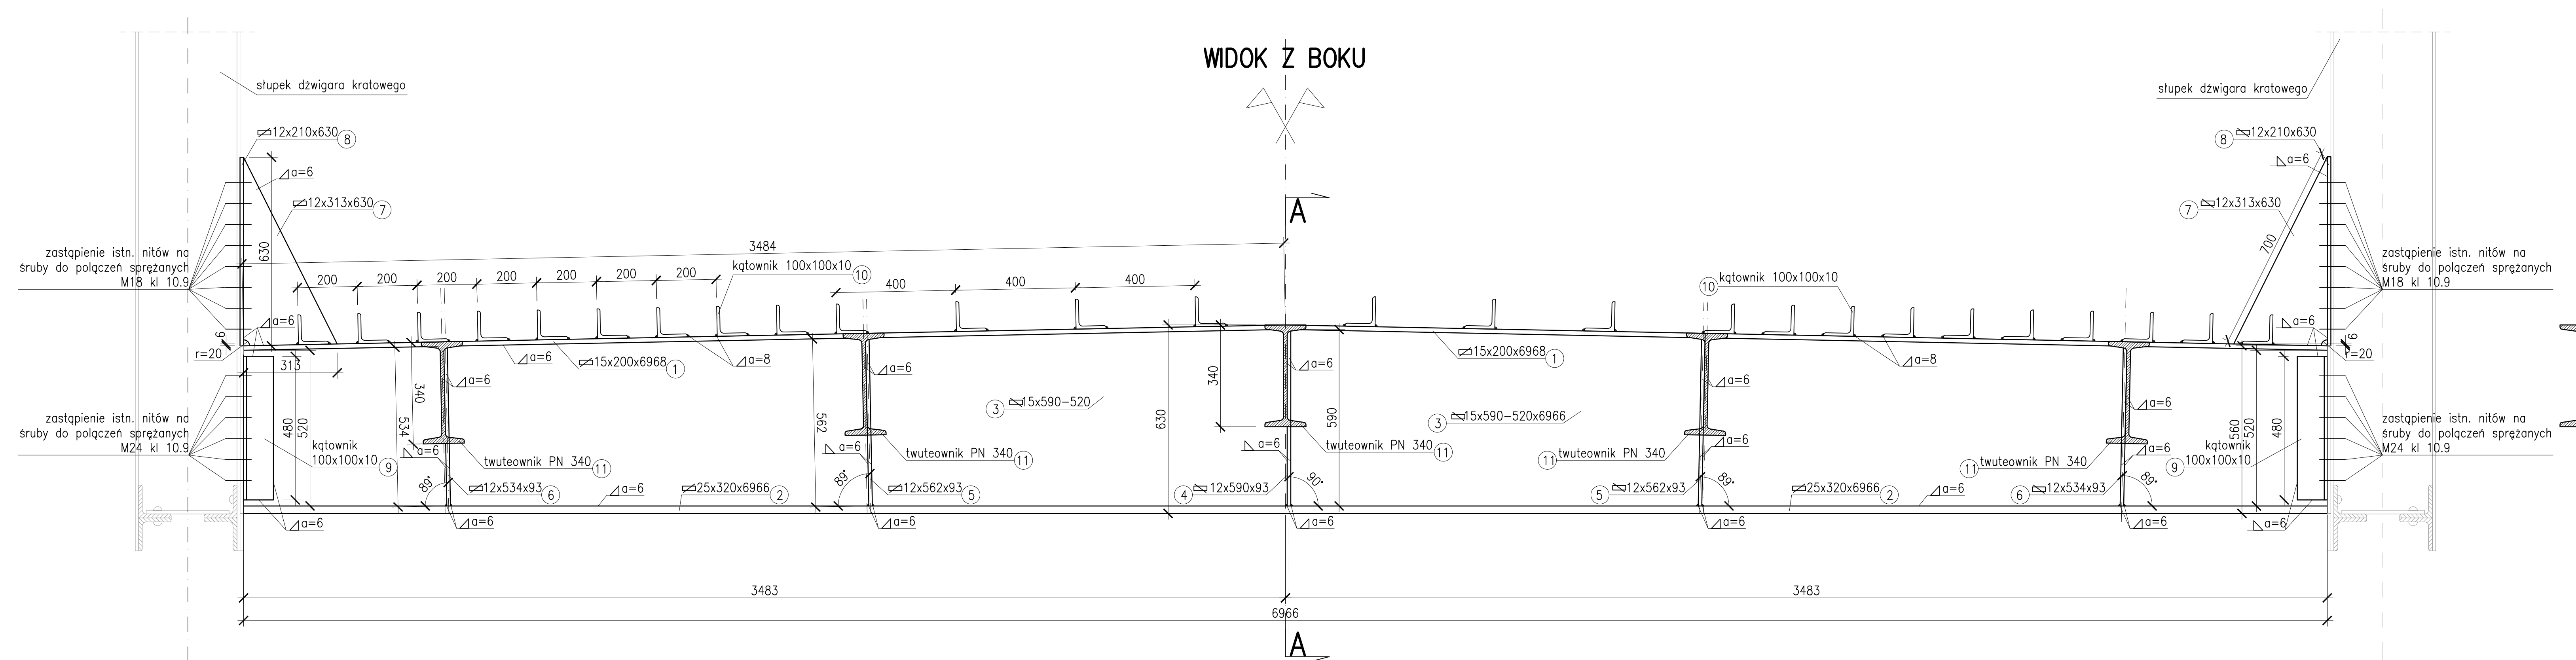 WIDOK Z BOKU
słupek dźwigara kratowego
słupek dźwigara kratowego
12x210x630 8
a=6
12x313x630 7
630
zastąpienie istn. nitów na
śruby do połączeń sprężanych
M18 kl 10.9
3484
A
200 200 200 200 200 200 200
kątownik 100x100x10 10
400 400 400
10 kątownik 100x100x10
8 12x210x630
a=6
7 12x313x630
700
zastąpienie istn. nitów na
śruby do połączeń sprężanych
M18 kl 10.9
6
a=6
r=20
313
a=6
15x200x6968 1
a=8
15x200x6968 1
a=8
a=6
6
r=20
340
a=6
a=6
340
a=6
a=6
a=6
3 15x590-520
3 15x590-520x6966
zastąpienie istn. nitów na
śruby do połączeń sprężanych
M24 kl 10.9
480
520
534
562
630
590
560
520
480
zastąpienie istn. nitów na
śruby do połączeń sprężanych
M24 kl 10.9
kątownik
100x100x10 9
a=6
twuteownik PN 340 11
a=6
twuteownik PN 340 11
a=6
twuteownik PN 340 11
11 twuteownik PN 340
a=6
11 twuteownik PN 340
a=6
kątownik
9 100x100x10
89°
12x534x93 6
a=6
25x320x6966 2
89°
12x562x93 5
4 12x590x93
90°
5 12x562x93
89°
25x320x6966 2
a=6
6 12x534x93
89°
a=6
a=6
a=6
a=6
a=6
a=6
a=6
3483
3483
6966
A